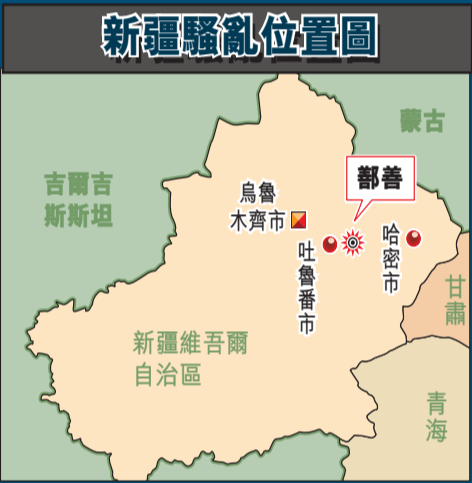 新疆騷亂位置圖
蒙古
吉爾吉
斯斯坦
鄯善
烏魯
木齊市
吐魯番市
哈密市
甘肅
新疆維吾爾
自治區
青海